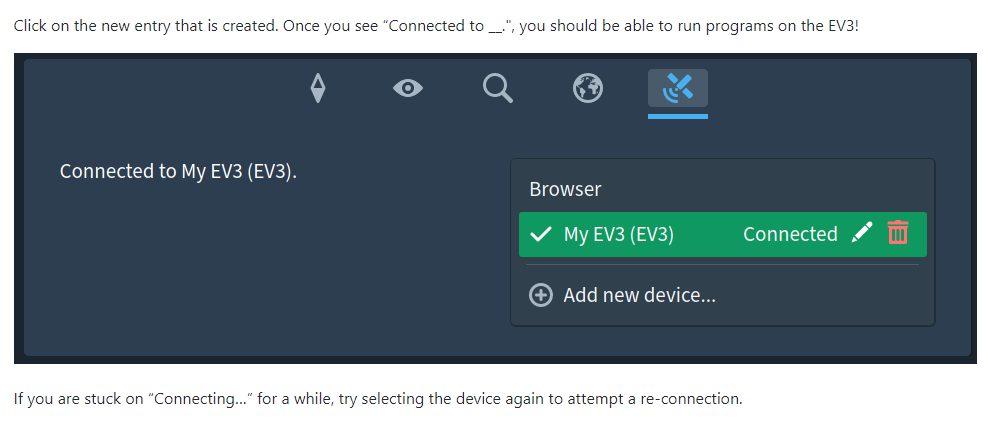 Click on the new entry that is created. Once you see “Connected to __.", you should be able to run programs on the EV3!
Connected to My EV3 (EV3).
Browser
My EV3 (EV3) Connected
Add new device...
If you are stuck on “Connecting...” for a while, try selecting the device again to attempt a re-connection.